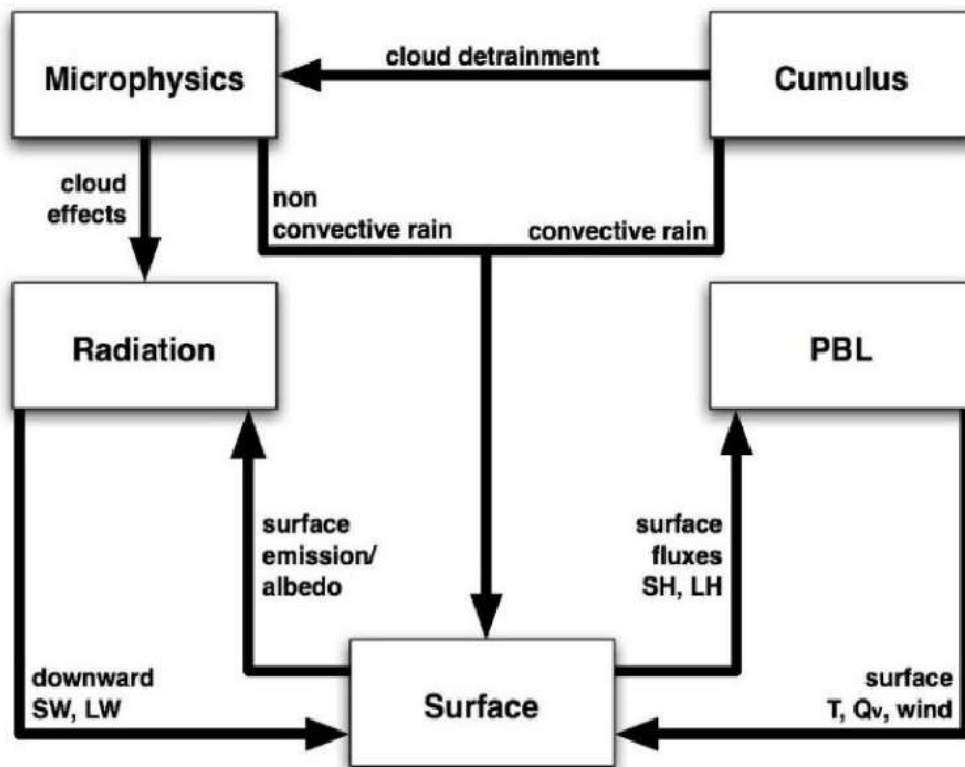 Microphysics
cloud detrainment
Cumulus
cloud
effects
non
convective rain
convective rain
Radiation
PBL
surface
emission/
albedo
surface
fluxes
SH, LH
downward
SW, LW
Surface
surface
T, Qv, wind